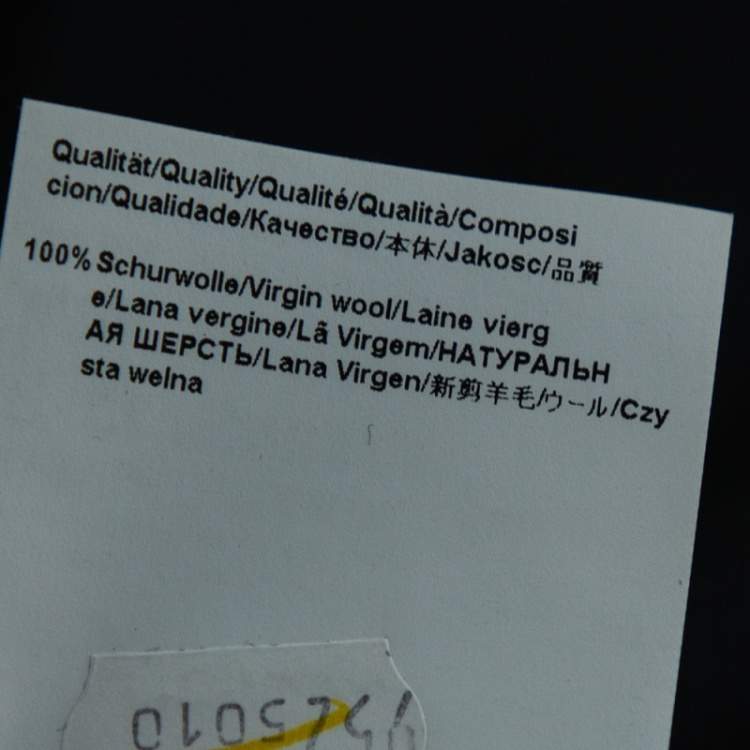 Qualität/Quality/Qualité/Qualità/Composi
cion/Qualidade/Качество/本体/Jakosc/品質
100% Schurwolle/Virgin wool/Laine vierg
e/Lana vergine/Lã Virgem/НАТУРАЛЬН
АЯ ШЕРСТЬ/Lana Virgen/新剪羊毛/ウール/Czy
sta welna